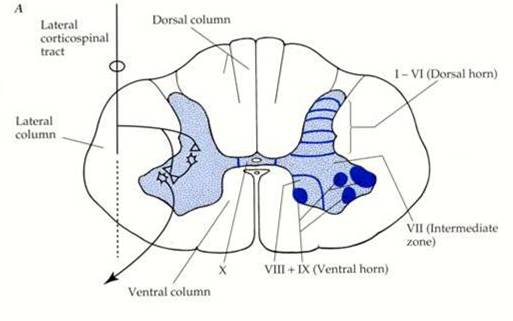 A
Lateral
corticospinal
tract
Dorsal column
I – VI (Dorsal horn)
Lateral
column
VII (Intermediate
zone)
X
VIII + IX (Ventral horn)
Ventral column